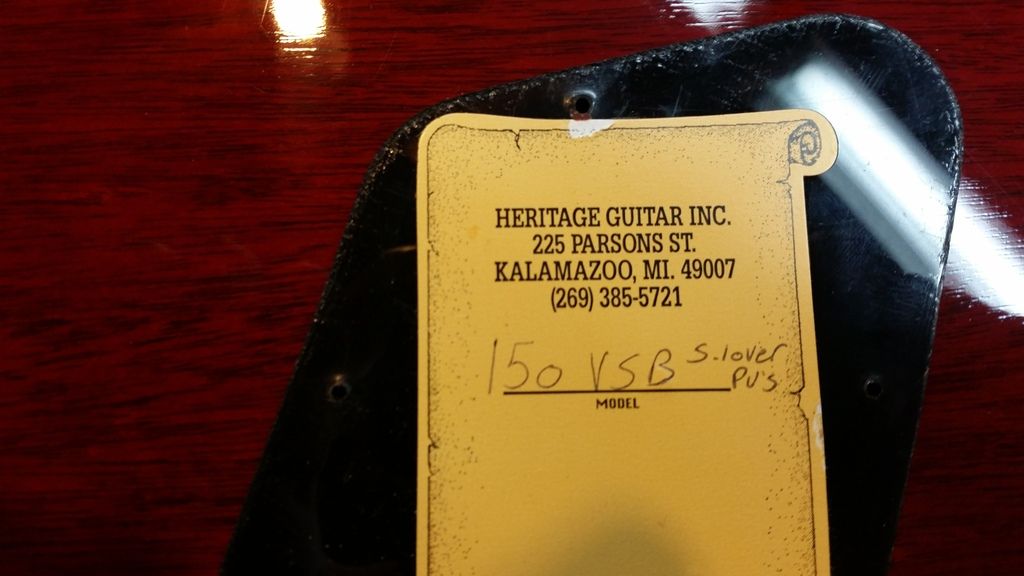 HERITAGE GUITAR INC.
225 PARSONS ST.
KALAMAZOO, MI. 49007
(269) 385-5721
150 VSB S.lover
PU's
MODEL